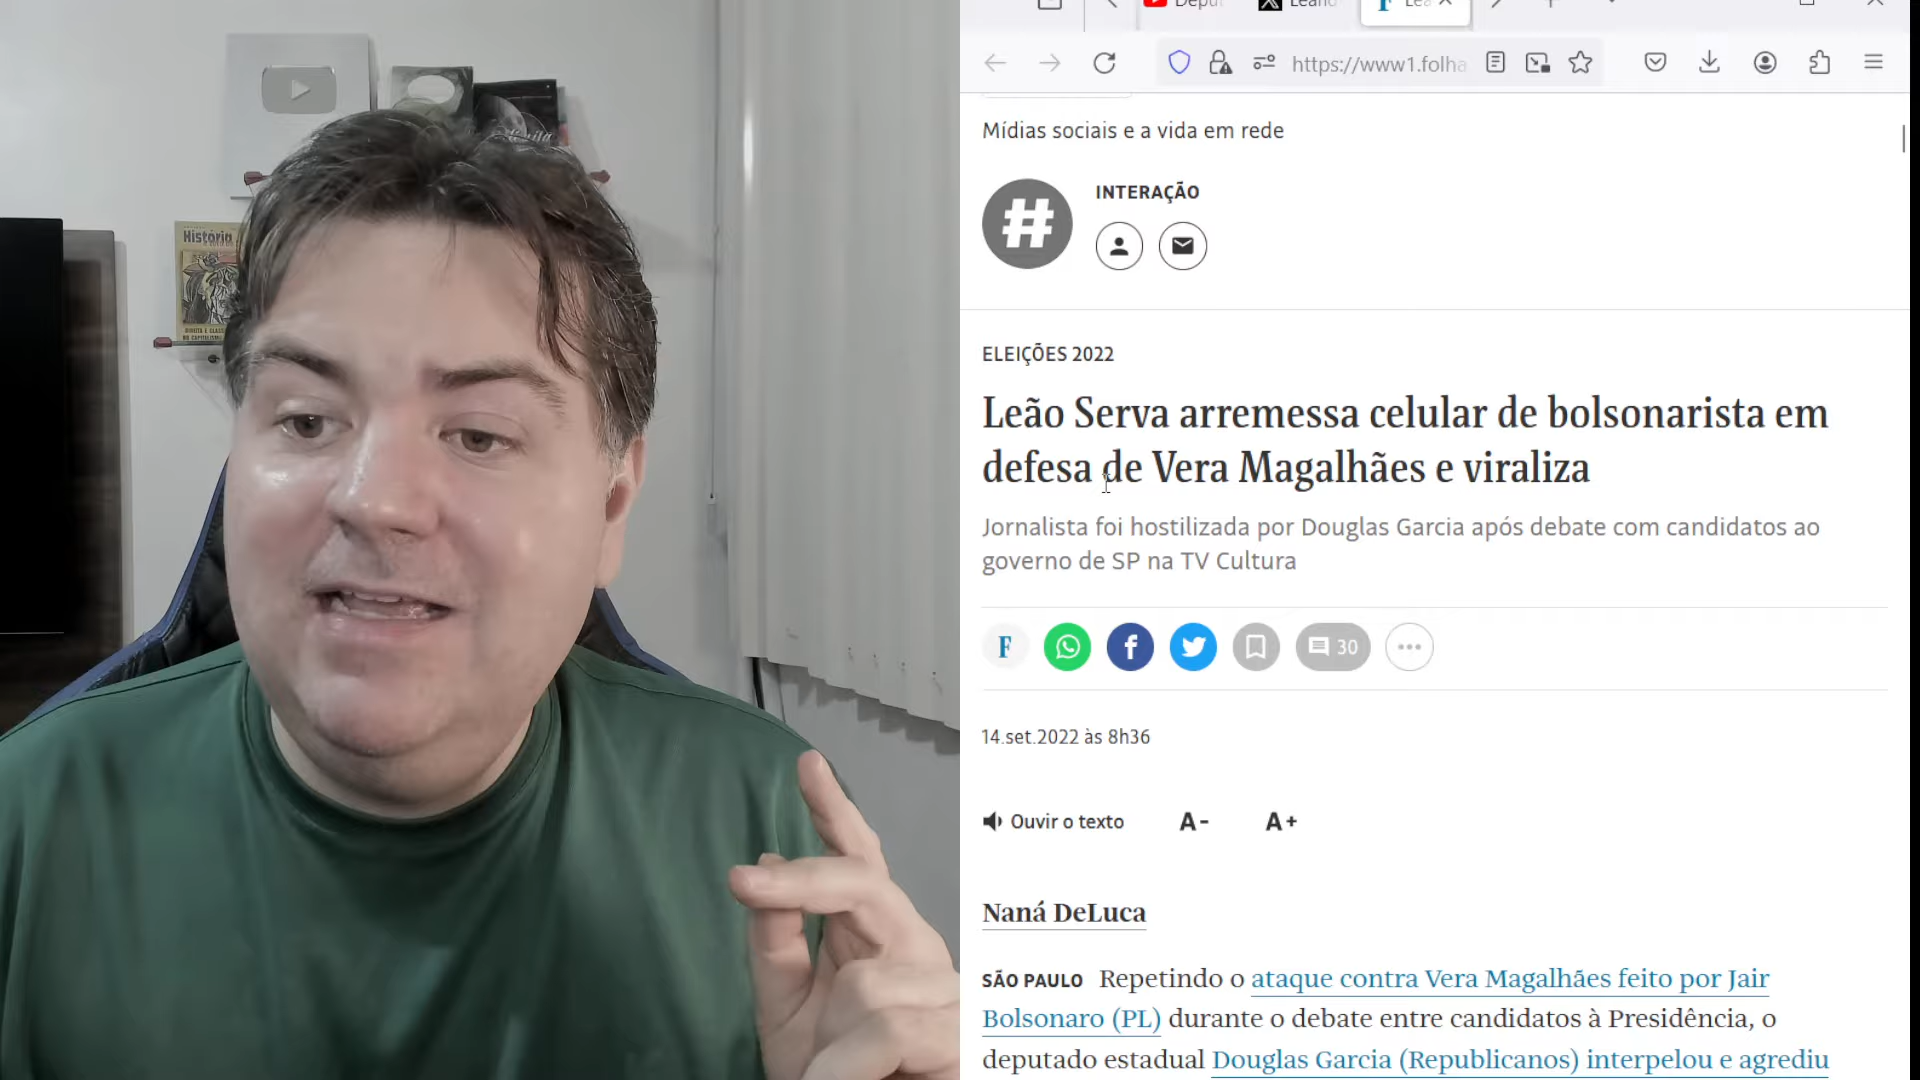 História
Depu
Lean
F Lea
https://www1.folha
Mídias sociais e a vida em rede
#
INTERAÇÃO
ELEIÇÕES 2022
Leão Serva arremessa celular de bolsonarista em
defesa de Vera Magalhães e viraliza
Jornalista foi hostilizada por Douglas Garcia após debate com candidatos ao
governo de SP na TV Cultura
F
30
14.set.2022 às 8h36
Ouvir o texto A- A+
Naná DeLuca
SÃO PAULO Repetindo o ataque contra Vera Magalhães feito por Jair
Bolsonaro (PL) durante o debate entre candidatos à Presidência, o
deputado estadual Douglas Garcia (Republicanos) interpelou e agrediu